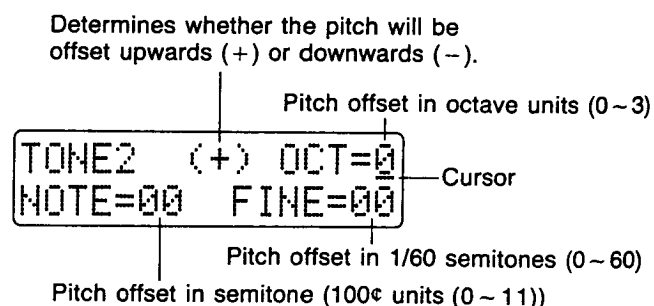 Determines whether the pitch will be
offset upwards (+) or downwards (−).
Pitch offset in octave units (0~3)
TONE2 (+) OCT=0
Cursor
NOTE=00 FINE=00
Pitch offset in 1/60 semitones (0~60)
Pitch offset in semitone (100¢ units (0~11))